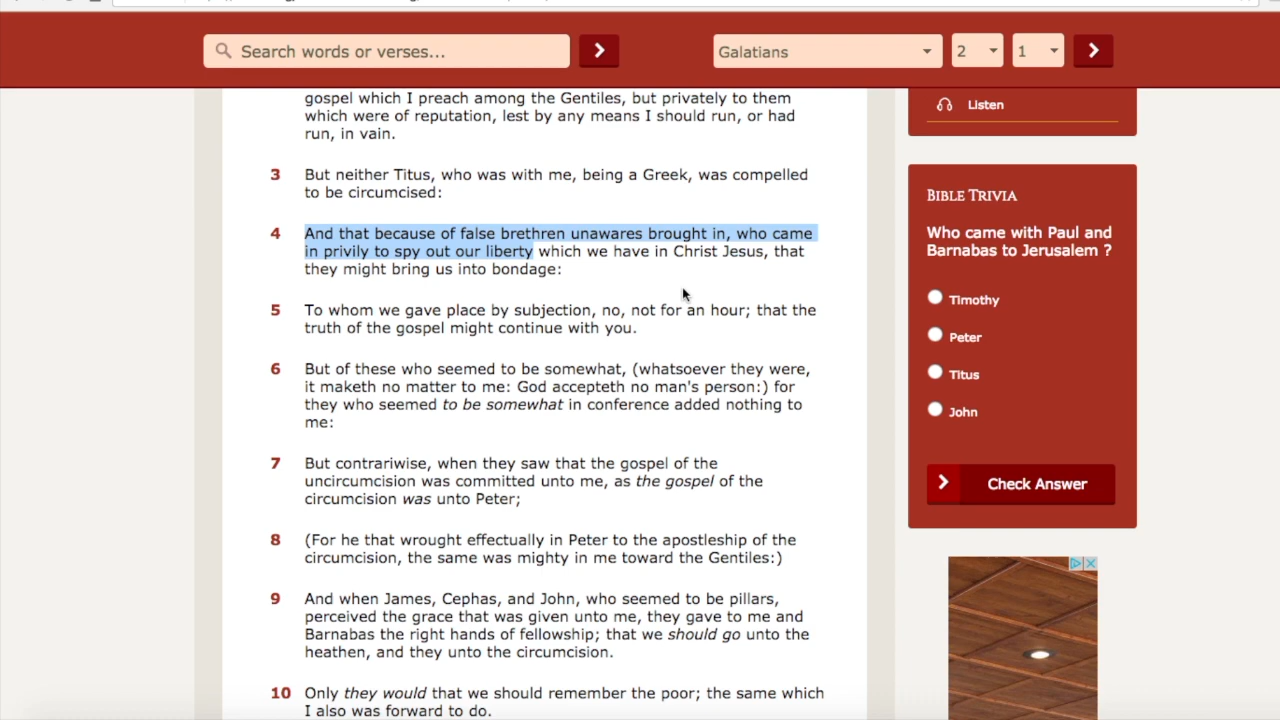 Search words or verses...
Galatians
2
1
gospel which I preach among the Gentiles, but privately to them
which were of reputation, lest by any means I should run, or had
run, in vain.
3 But neither Titus, who was with me, being a Greek, was compelled
to be circumcised:
4 And that because of false brethren unawares brought in, who came
in privily to spy out our liberty which we have in Christ Jesus, that
they might bring us into bondage:
5 To whom we gave place by subjection, no, not for an hour; that the
truth of the gospel might continue with you.
6 But of these who seemed to be somewhat, (whatsoever they were,
it maketh no matter to me: God accepteth no man's person:) for
they who seemed to be somewhat in conference added nothing to
me:
7 But contrariwise, when they saw that the gospel of the
uncircumcision was committed unto me, as the gospel of the
circumcision was unto Peter;
8 (For he that wrought effectually in Peter to the apostleship of the
circumcision, the same was mighty in me toward the Gentiles:)
9 And when James, Cephas, and John, who seemed to be pillars,
perceived the grace that was given unto me, they gave to me and
Barnabas the right hands of fellowship; that we should go unto the
heathen, and they unto the circumcision.
10 Only they would that we should remember the poor; the same which
I also was forward to do.
Listen
BIBLE TRIVIA
Who came with Paul and
Barnabas to Jerusalem ?
Timothy
Peter
Titus
John
Check Answer